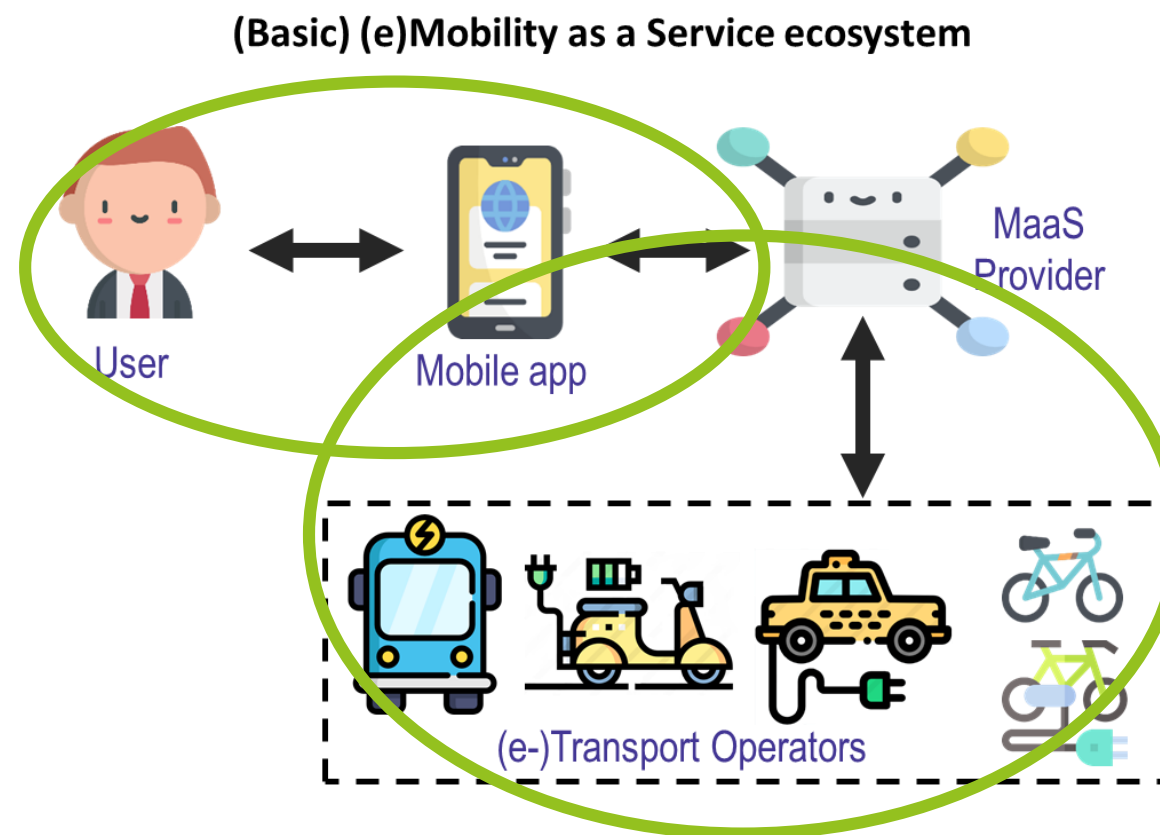 (Basic) (e)Mobility as a Service ecosystem
MaaS
Provider
User
Mobile app
(e-)Transport Operators